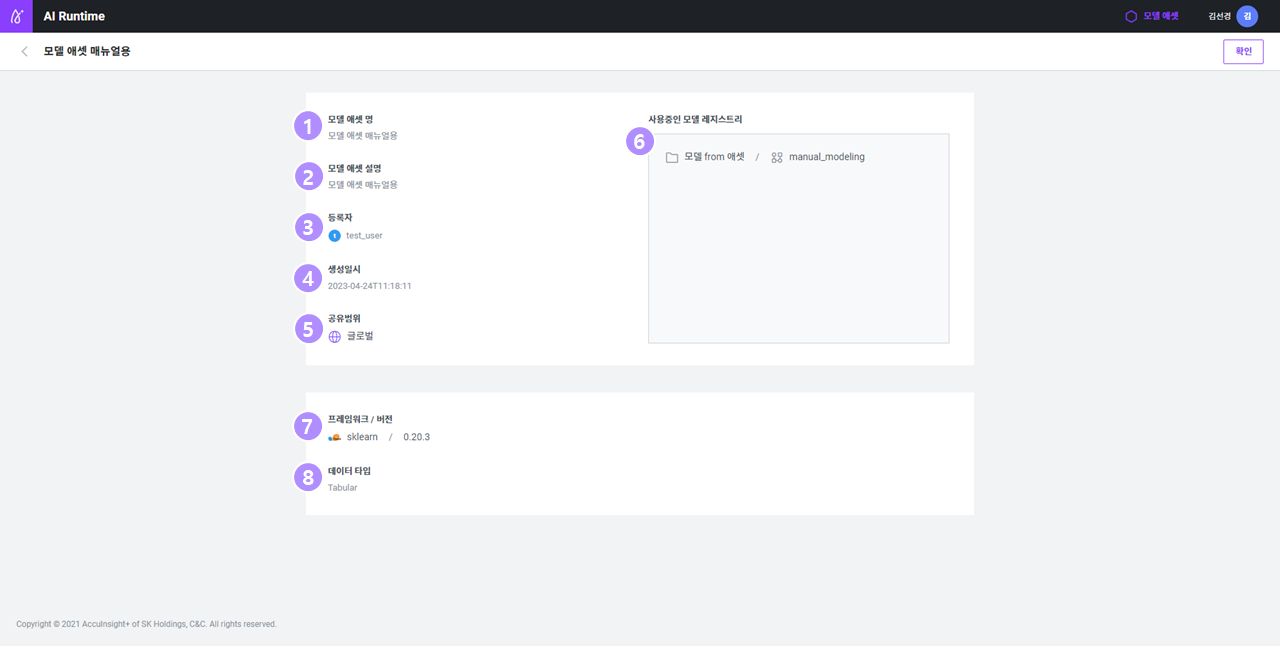 AI Runtime
모델 애셋
김선경
김
모델 애셋 매뉴얼용
확인
1
모델 애셋 명
모델 애셋 매뉴얼용
2
모델 애셋 설명
모델 애셋 매뉴얼용
3
등록자
t
test_user
4
생성일시
2023-04-24T11:18:11
5
공유범위
글로벌
사용중인 모델 레지스트리
6
모델 from 애셋 / manual_modeling
7
프레임워크 / 버전
sklearn / 0.20.3
8
데이터 타입
Tabular
Copyright © 2021 AccuInsight+ of SK Holdings, C&C. All rights reserved.